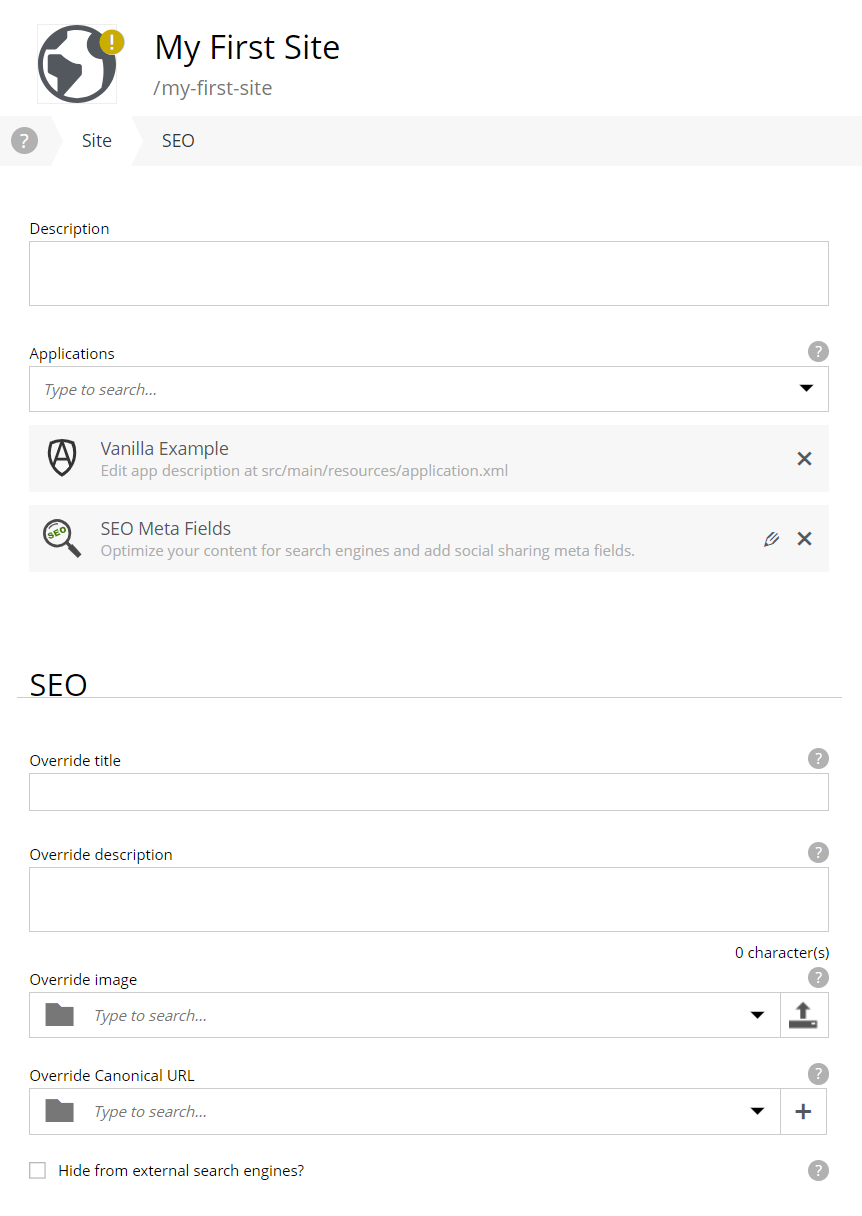 !
My First Site
/my-first-site
? Site SEO
Description
Applications ?
Type to search...
Vanilla Example
Edit app description at src/main/resources/application.xml
SEO
SEO Meta Fields
Optimize your content for search engines and add social sharing meta fields.
SEO
Override title ?
Override description ?
0 character(s)
Override image ?
Type to search...
Override Canonical URL ?
Type to search...
Hide from external search engines? ?